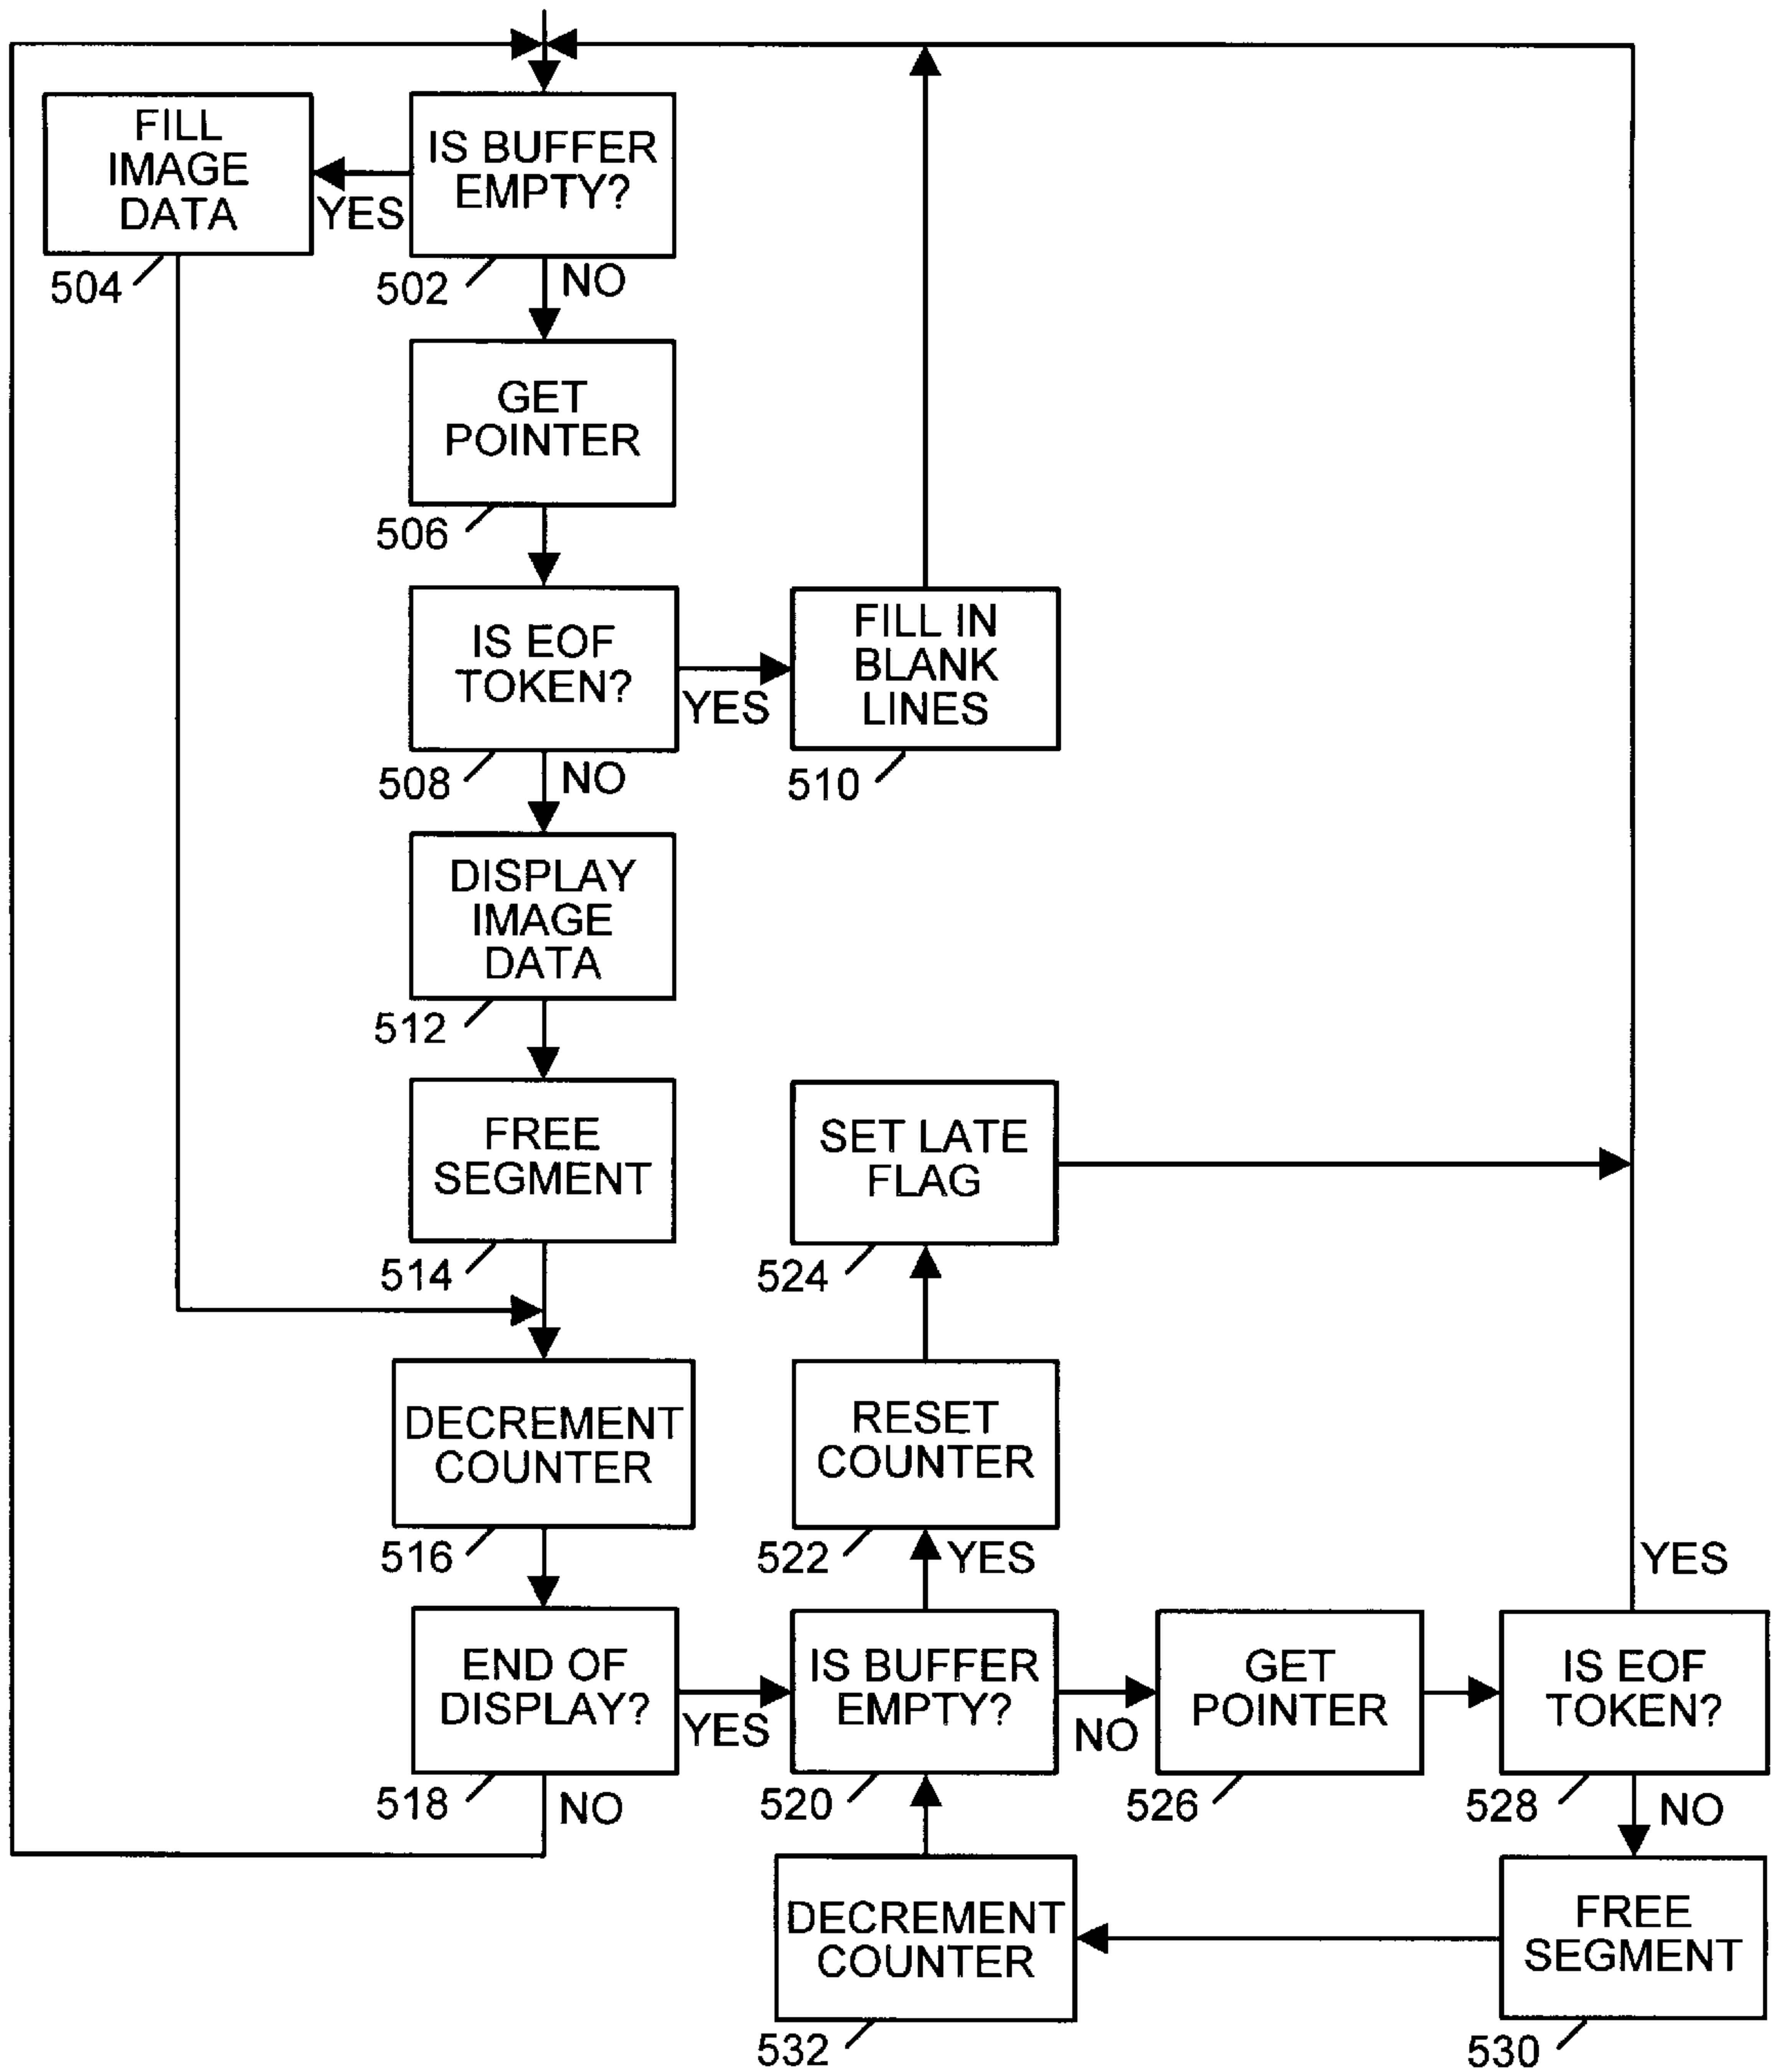 FILL
IMAGE
DATA
504
YES
IS BUFFER
EMPTY?
502
NO
GET
POINTER
506
IS EOF
TOKEN?
508
YES
NO
FILL IN
BLANK
LINES
510
DISPLAY
IMAGE
DATA
512
FREE
SEGMENT
514
SET LATE
FLAG
524
DECREMENT
COUNTER
516
RESET
COUNTER
522
YES
YES
END OF
DISPLAY?
518
YES
NO
IS BUFFER
EMPTY?
520
NO
GET
POINTER
526
IS EOF
TOKEN?
528
NO
DECREMENT
COUNTER
532
FREE
SEGMENT
530